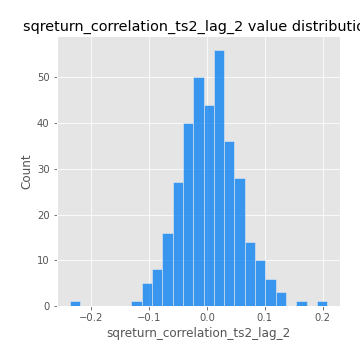 sqreturn_correlation_ts2_lag_2 value distributio
50
40
30
20
10
0
Count
−0.2 −0.1 0.0 0.1 0.2
sqreturn_correlation_ts2_lag_2